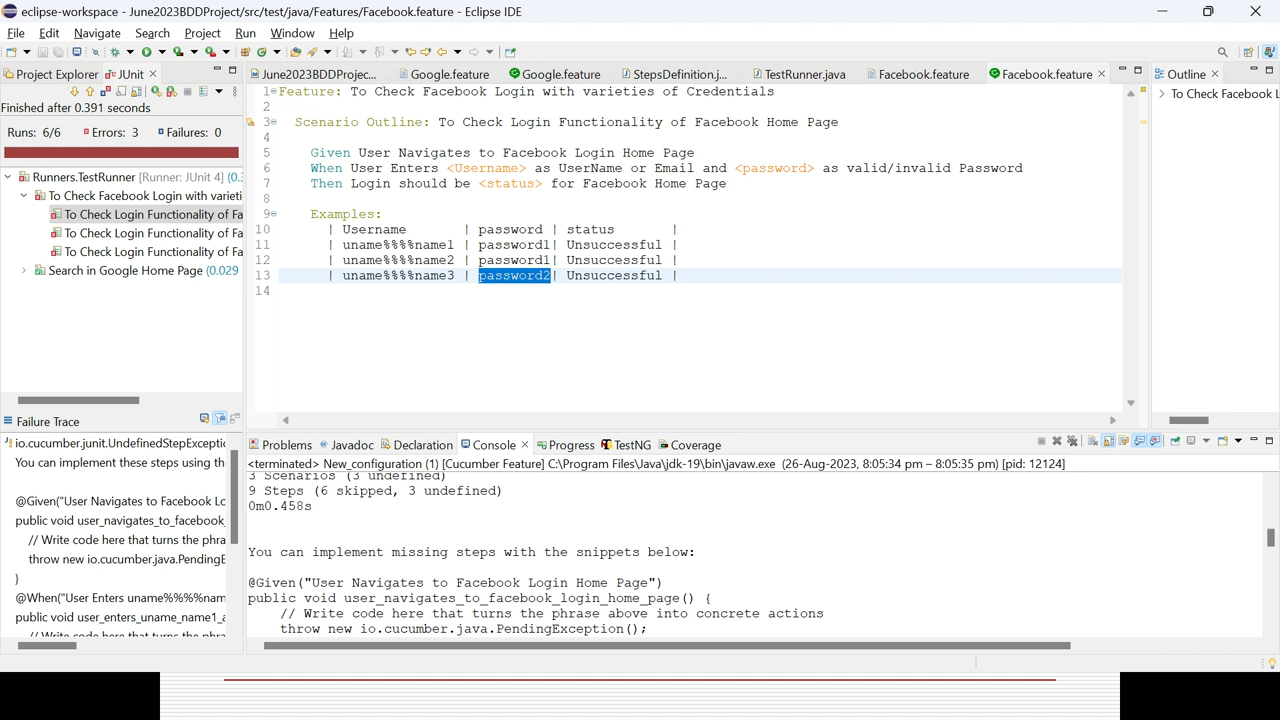 eclipse-workspace - June2023BDDProject/src/test/java/Features/Facebook.feature - Eclipse IDE
File Edit Navigate Search Project Run Window Help
Project Explorer JUnit
June2023BDDProjec... Google.feature Google.feature StepsDefinition.j... TestRunner.java Facebook.feature Facebook.feature
Outline
Finished after 0.391 seconds
Runs: 6/6 Errors: 3 Failures: 0
Runners.TestRunner [Runner: JUnit 4] (0.
To Check Facebook Login with varieti
To Check Login Functionality of Fa
To Check Login Functionality of Fa
To Check Login Functionality of Fa
Search in Google Home Page (0.029
1 Feature: To Check Facebook Login with varieties of Credentials
2
3 Scenario Outline: To Check Login Functionality of Facebook Home Page
4
5 Given User Navigates to Facebook Login Home Page
6 When User Enters <Username> as UserName or Email and <password> as valid/invalid Password
7 Then Login should be <status> for Facebook Home Page
8
9 Examples:
10 | Username | password | status |
11 | uname%%%%name1 | password1| Unsuccessful |
12 | uname%%%%name2 | password1| Unsuccessful |
13 | uname%%%%name3 | password2| Unsuccessful |
14
To Check Facebook L
Failure Trace
io.cucumber.junit.UndefinedStepExcepti
You can implement these steps using th
@Given("User Navigates to Facebook Lo
public void user_navigates_to_facebook_
// Write code here that turns the phra
throw new io.cucumber.java.PendingE
}
@When("User Enters uname%%%%nam
public void user_enters_uname_name1_a
// Write code here that turns the phra
Problems Javadoc Declaration Console Progress TestNG Coverage
<terminated> New_configuration (1) [Cucumber Feature] C:\Program Files\Java\jdk-19\bin\javaw.exe (26-Aug-2023, 8:05:34 pm – 8:05:35 pm) [pid: 12124]
3 Scenarios (3 undefined)
9 Steps (6 skipped, 3 undefined)
0m0.458s
You can implement missing steps with the snippets below:
@Given("User Navigates to Facebook Login Home Page")
public void user_navigates_to_facebook_login_home_page() {
// Write code here that turns the phrase above into concrete actions
throw new io.cucumber.java.PendingException();